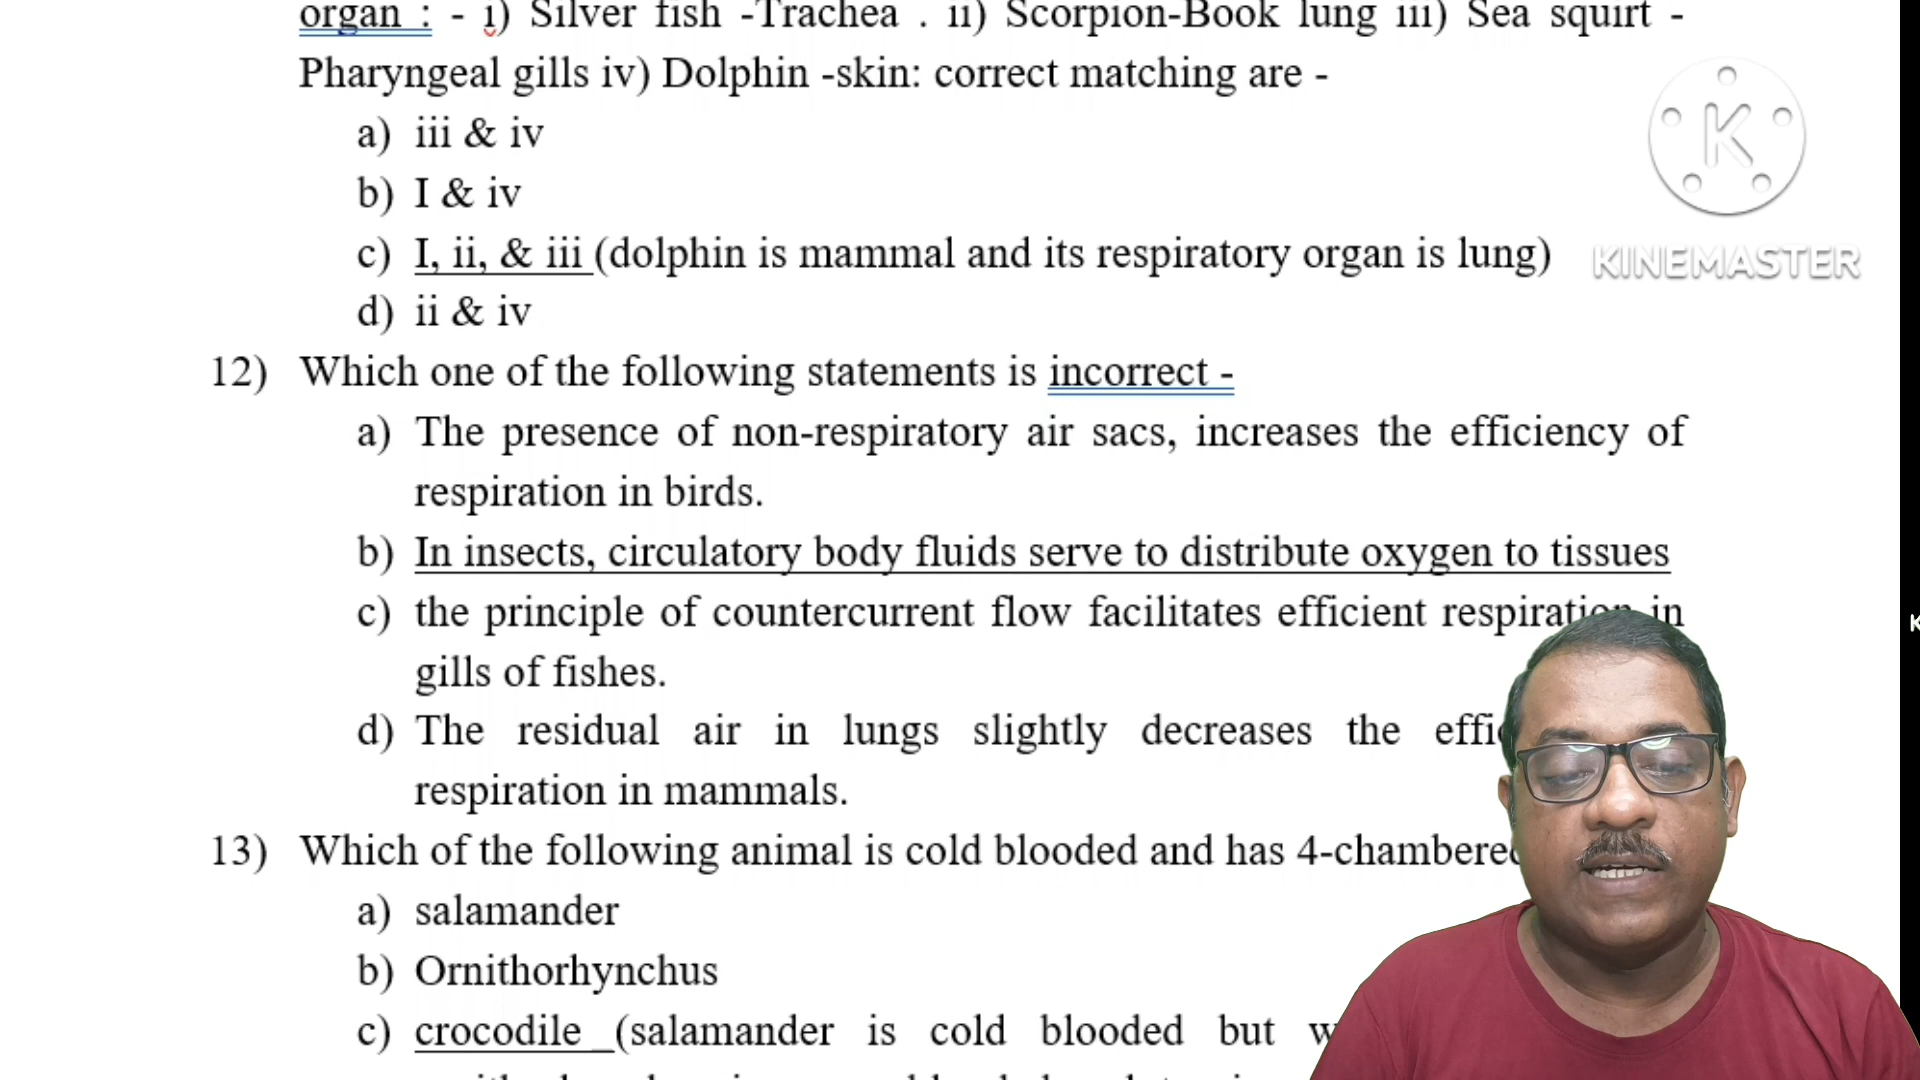 organ : - i) Silver fish -Trachea . ii) Scorpion-Book lung iii) Sea squirt -
Pharyngeal gills iv) Dolphin -skin: correct matching are -
a) iii & iv
b) I & iv
c) I, ii, & iii (dolphin is mammal and its respiratory organ is lung)
d) ii & iv
KINEMASTER
12) Which one of the following statements is incorrect -
a) The presence of non-respiratory air sacs, increases the efficiency of
respiration in birds.
b) In insects, circulatory body fluids serve to distribute oxygen to tissues
c) the principle of countercurrent flow facilitates efficient respiration in
gills of fishes.
d) The residual air in lungs slightly decreases the
respiration in mammals.
13) Which of the following animal is cold blooded and has 4-chambered
a) salamander
b) Ornithorhynchus
c) crocodile (salamander is cold blooded but